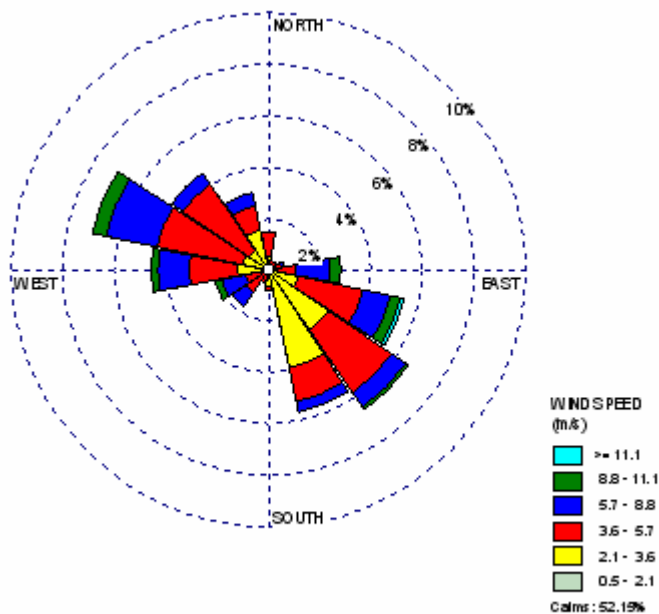 NORTH
10%
8%
6%
4%
2%
WEST
EAST
SOUTH
WIND SPEED
(m/s)
>= 11.1
8.8 - 11.1
5.7 - 8.8
3.6 - 5.7
2.1 - 3.6
0.5 - 2.1
Calms: 52.19%